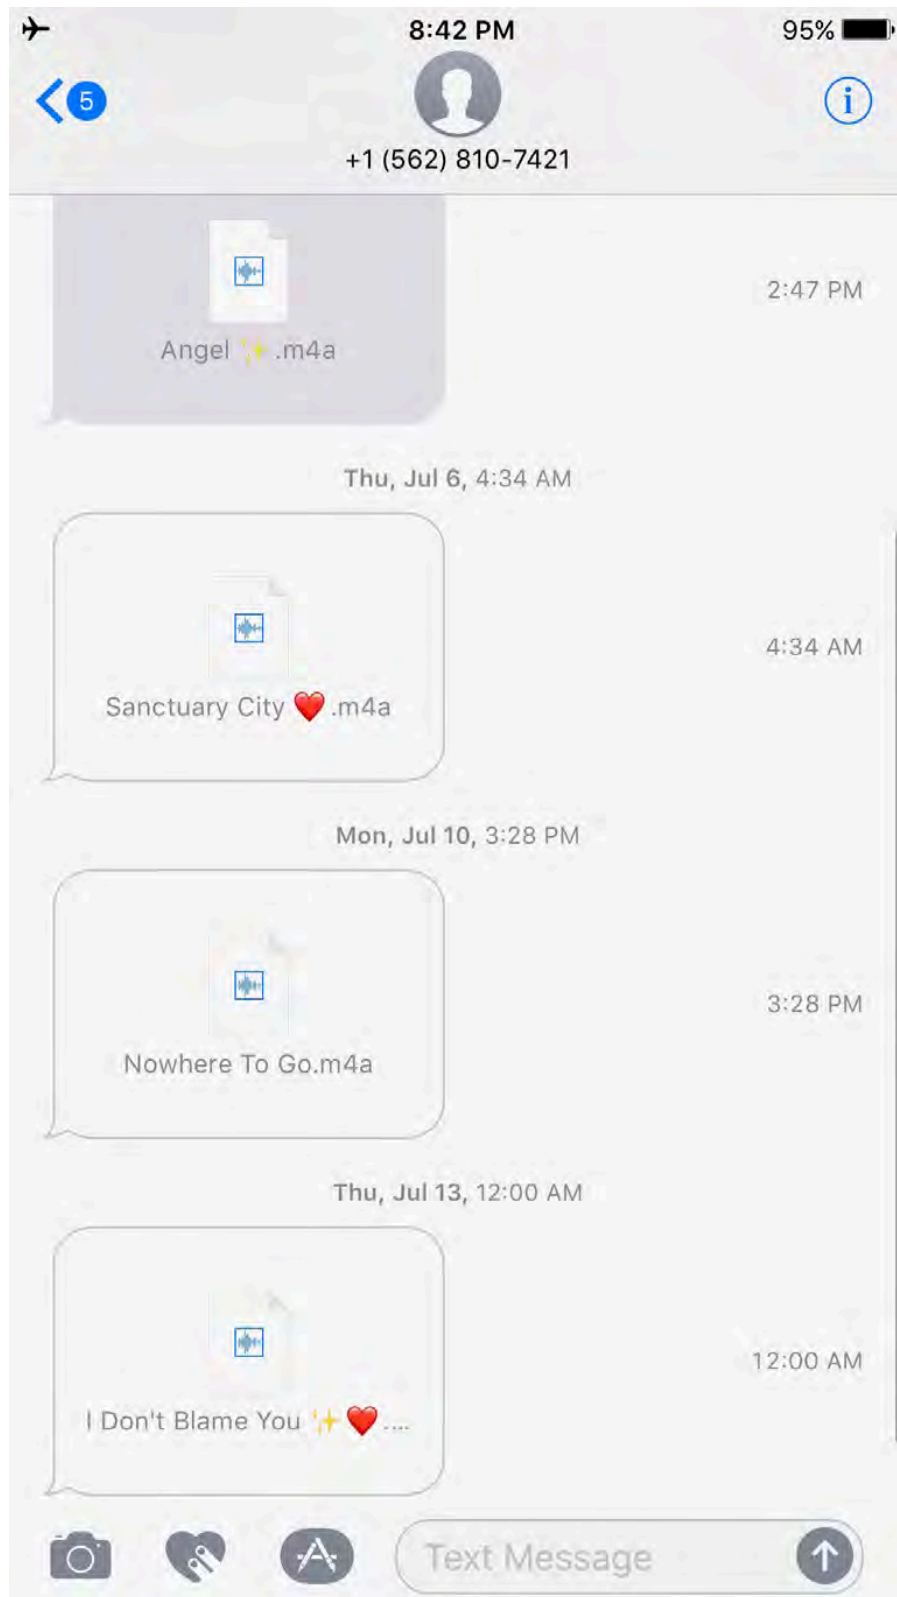 8:42 PM
95%
5
+1 (562) 810-7421
2:47 PM
Angel ✨.m4a
Thu, Jul 6, 4:34 AM
4:34 AM
Sanctuary City ❤️.m4a
Mon, Jul 10, 3:28 PM
3:28 PM
Nowhere To Go.m4a
Thu, Jul 13, 12:00 AM
12:00 AM
I Don't Blame You ✨❤️....
Text Message